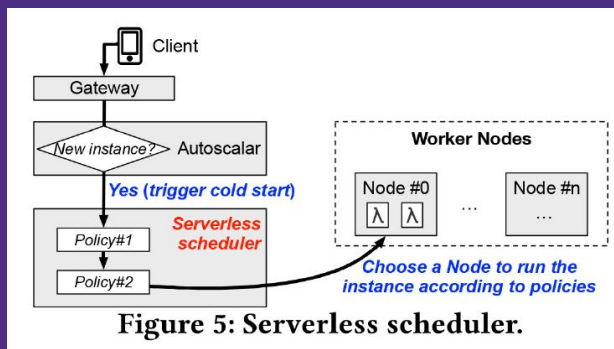 Client
Gateway
New instance?
Autoscalar
Yes (trigger cold start)
Serverless
scheduler
Policy#1
Policy#2
Worker Nodes
Node #0
λ λ
...
Node #n
...
Choose a Node to run the
instance according to policies
Figure 5: Serverless scheduler.